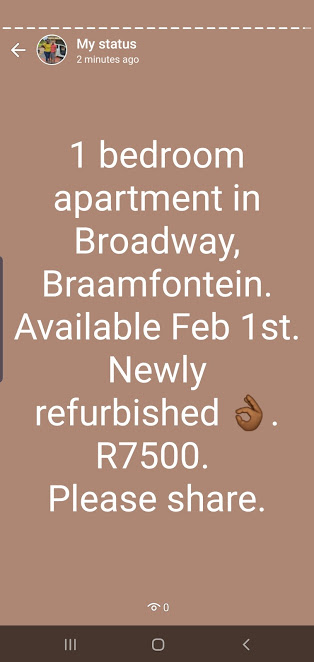 My status
2 minutes ago
1 bedroom
apartment in
Broadway,
Braamfontein.
Available Feb 1st.
Newly
refurbished 👌🏾.
R7500.
Please share.
0